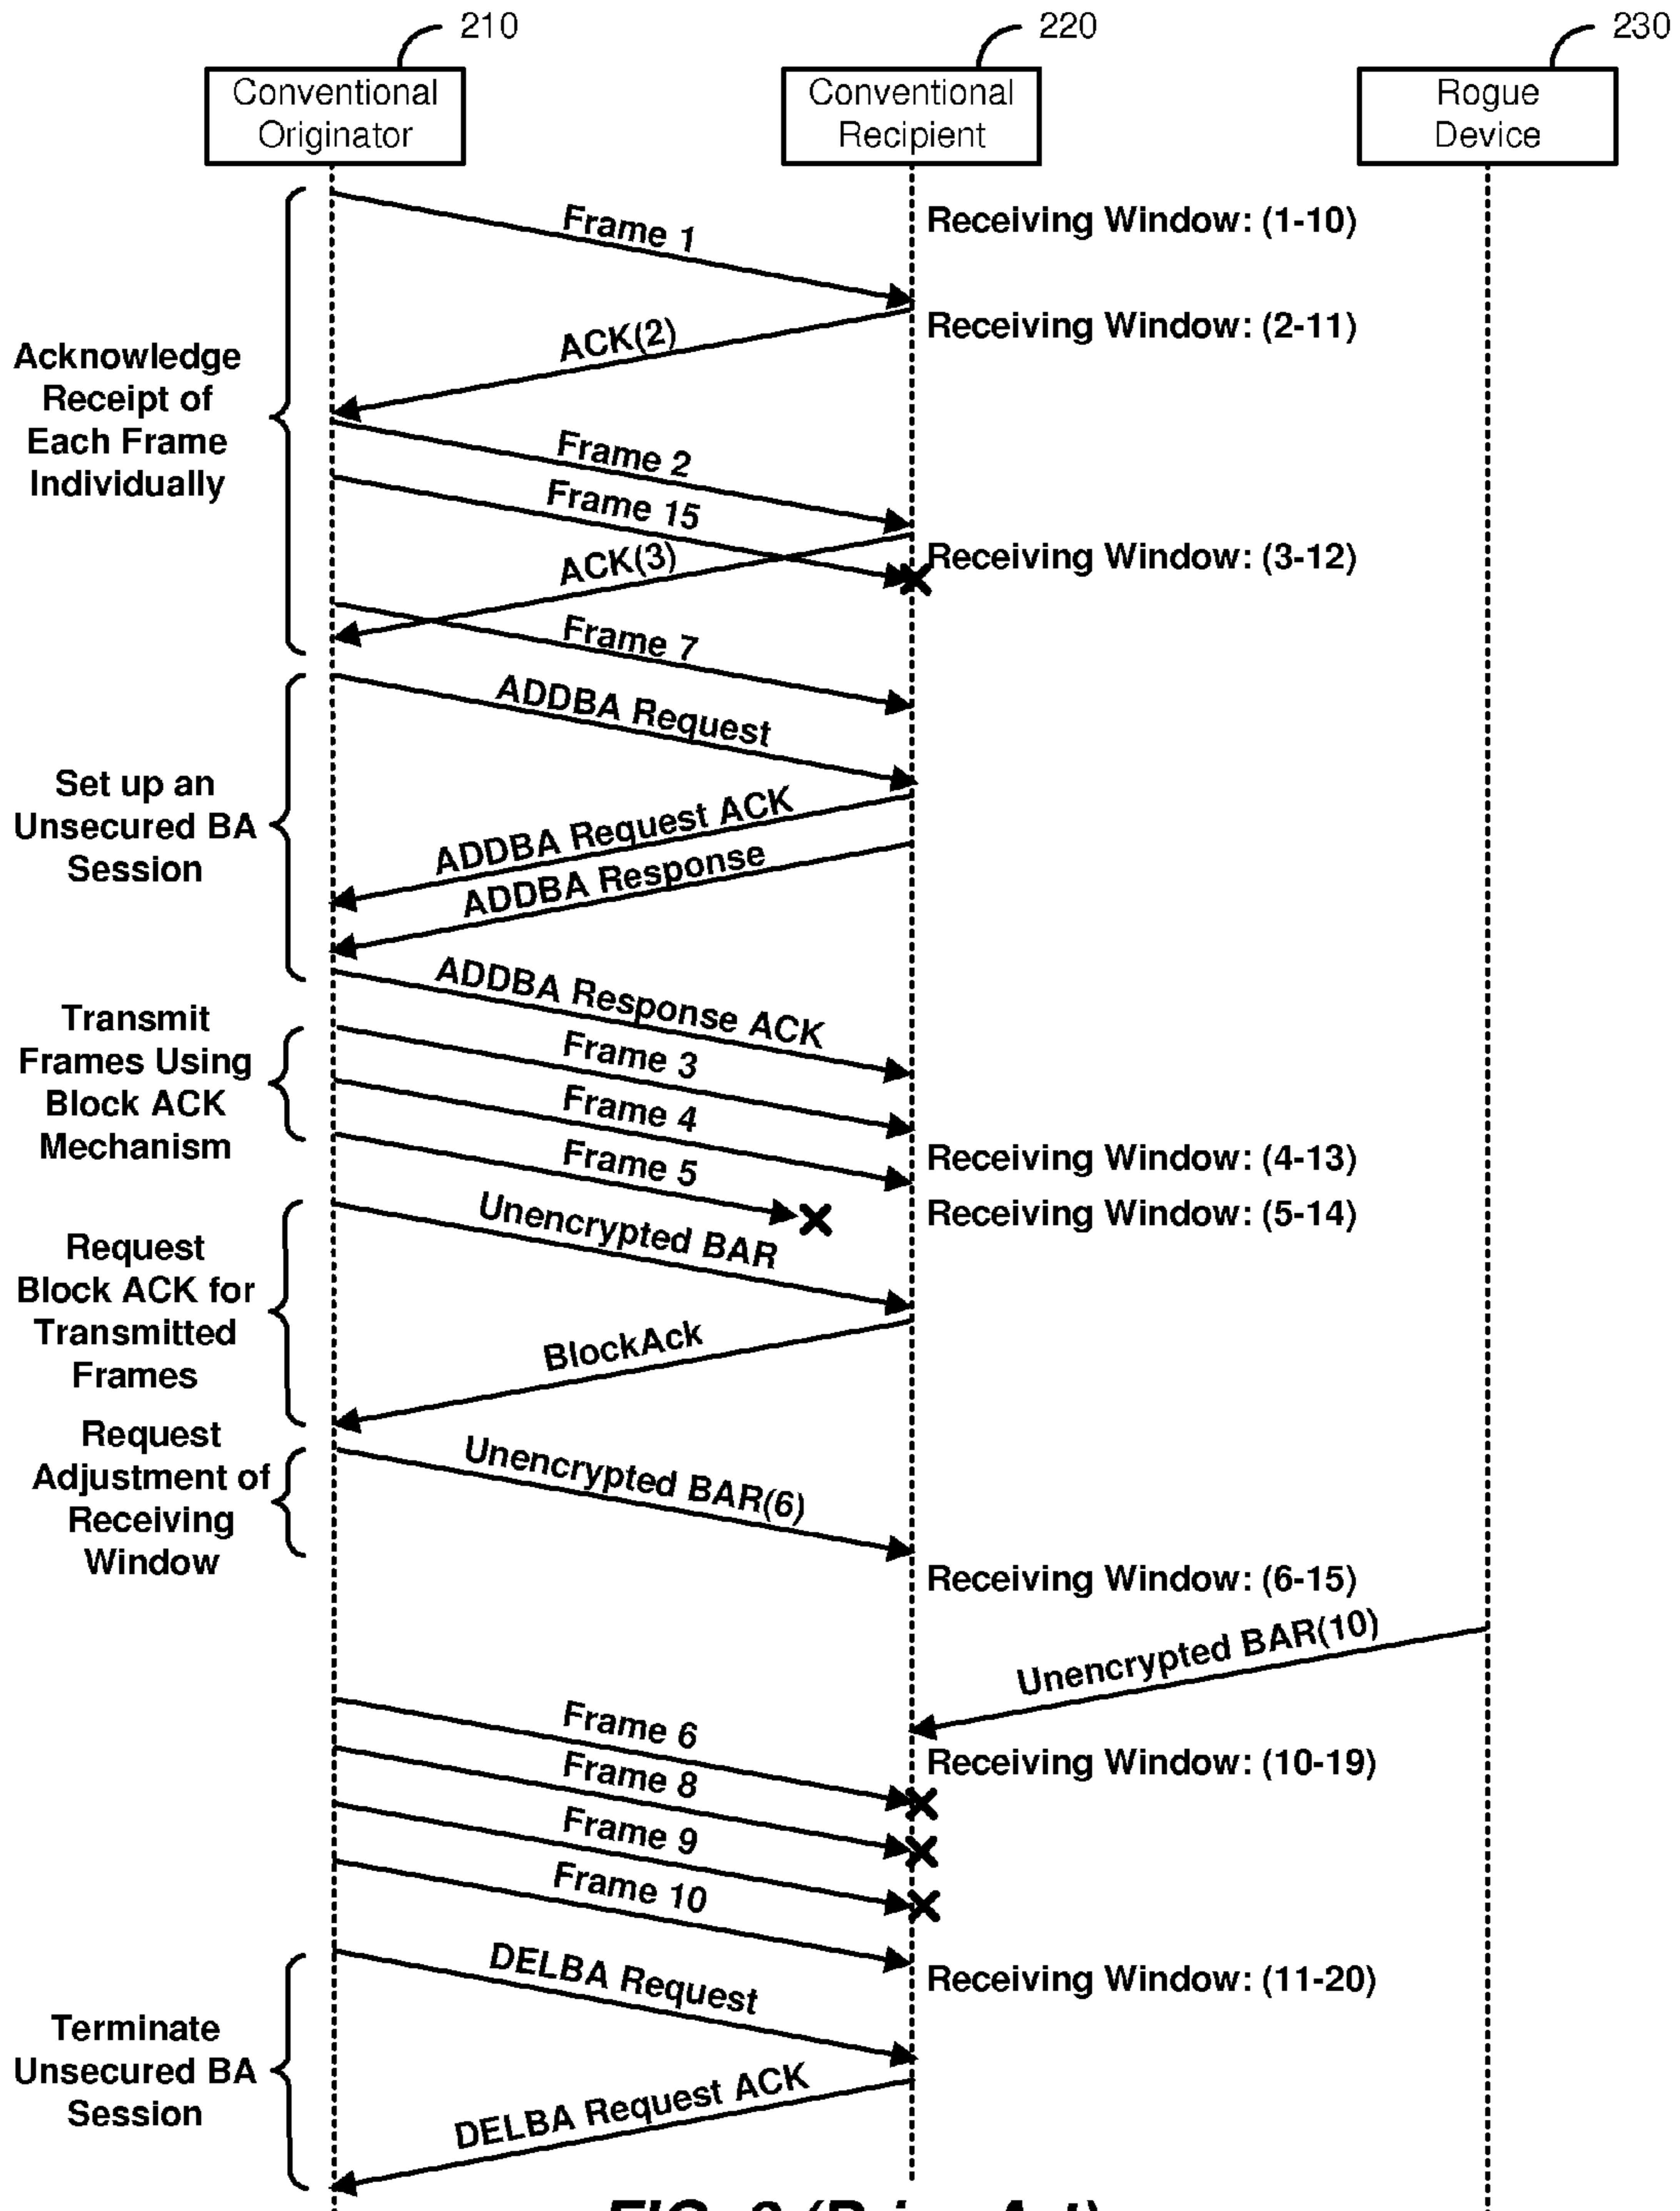 210
220
230
Conventional
Originator
Conventional
Recipient
Rogue
Device
Frame 1
Receiving Window: (1-10)
Receiving Window: (2-11)
ACK(2)
Acknowledge
Receipt of
Each Frame
Individually
Frame 2
Frame 15
ACK(3)
Receiving Window: (3-12)
Frame 7
ADDBA Request
Set up an
Unsecured BA
Session
ADDBA Request ACK
ADDBA Response
ADDBA Response ACK
Transmit
Frames Using
Block ACK
Mechanism
Frame 3
Frame 4
Frame 5
Receiving Window: (4-13)
Receiving Window: (5-14)
Unencrypted BAR
Request
Block ACK for
Transmitted
Frames
BlockAck
Request
Adjustment of
Receiving
Window
Unencrypted BAR(6)
Receiving Window: (6-15)
Unencrypted BAR(10)
Frame 6
Receiving Window: (10-19)
Frame 8
Frame 9
Frame 10
DELBA Request
Receiving Window: (11-20)
Terminate
Unsecured BA
Session
DELBA Request ACK
FIG. 2 (Prior Art)